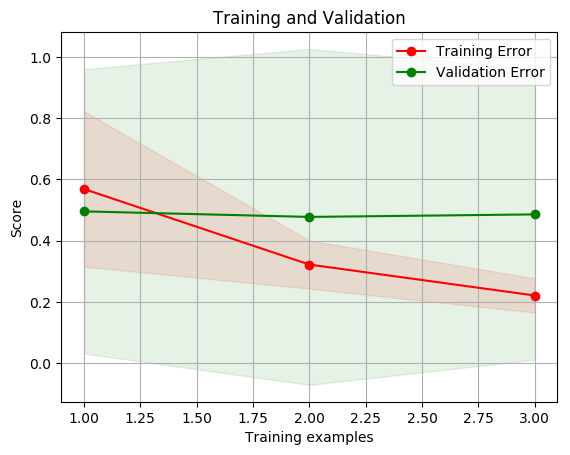 Training and Validation
Training Error
Validation Error
Score
1.0
0.8
0.6
0.4
0.2
0.0
1.00 1.25 1.50 1.75 2.00 2.25 2.50 2.75 3.00
Training examples